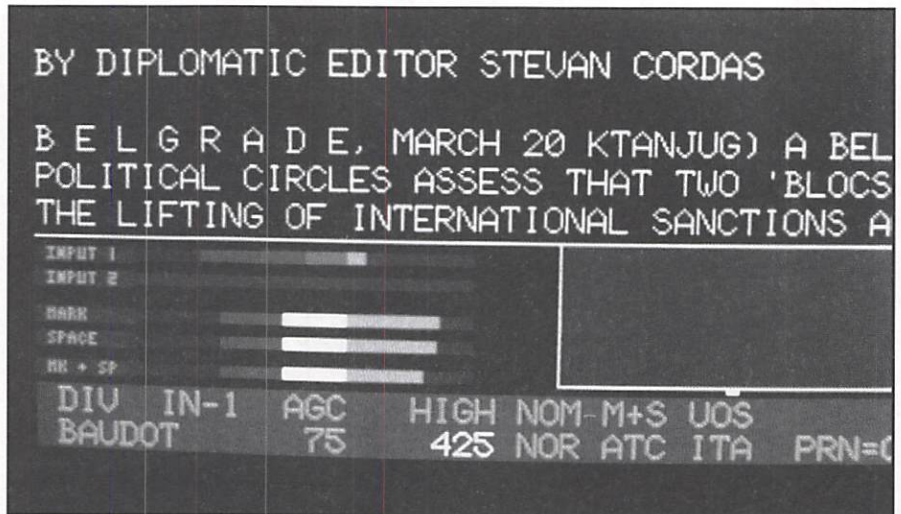 BY DIPLOMATIC EDITOR STEVAN CORDAS
B E L G R A D E, MARCH 20 KTANJUG) A BEL
POLITICAL CIRCLES ASSESS THAT TWO 'BLOCS
THE LIFTING OF INTERNATIONAL SANCTIONS A
INPUT 1
INPUT 2
MARK
SPACE
MK + SP
DIV IN-1 AGC HIGH NOM-M+S UOS
BAUDOT 75 425 NOR ATC ITA PRN=